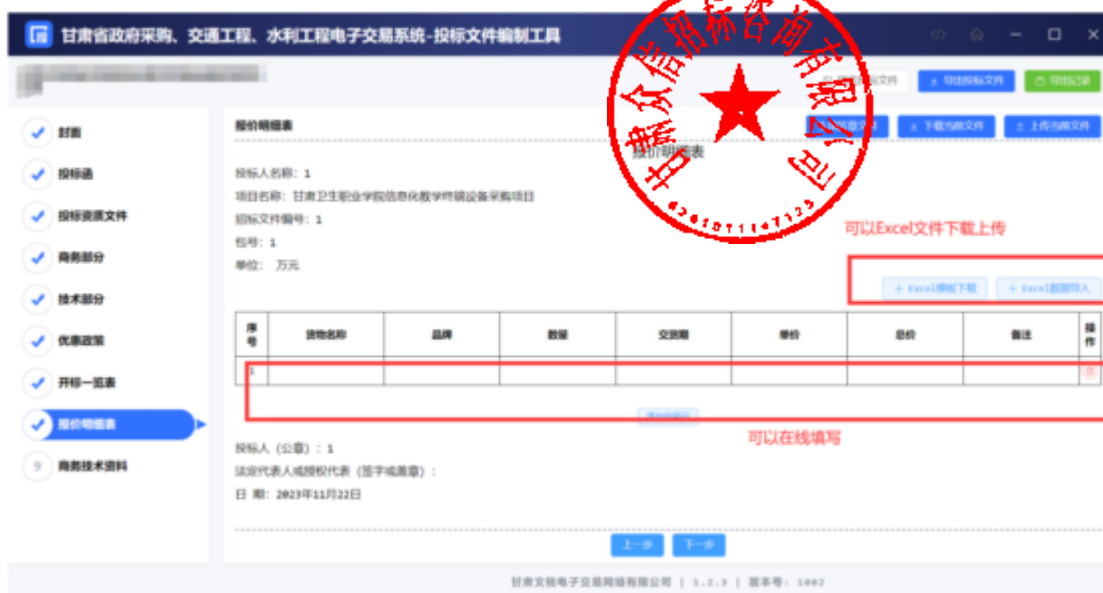 甘肃省政府采购、交通工程、水利工程电子交易系统-投标文件编制工具
导出投标文件
导出记录
封面
投标函
投标资质文件
商务部分
技术部分
优惠政策
开标一览表
报价明细表
9 商务技术资料
报价明细表
下载当前文件
上传当前文件
报价明细表
投标人名称: 1
项目名称: 甘肃卫生职业学院信息化教学终端设备采购项目
招标文件编号: 1
包号: 1
单位: 万元
可以Excel文件下载上传
+ Excel模板下载
+ Excel数据导入
序号 货物名称 品牌 数量 交货期 单价 总价 备注 操作
1
可以在线填写
投标人 (公章) : 1
法定代表人或授权代表 (签字或盖章) :
日 期: 2023年11月22日
上一步
下一步
| 1.2.3 | 版本号: 1002
甘肃众信招标咨询有限公司
6201071147123